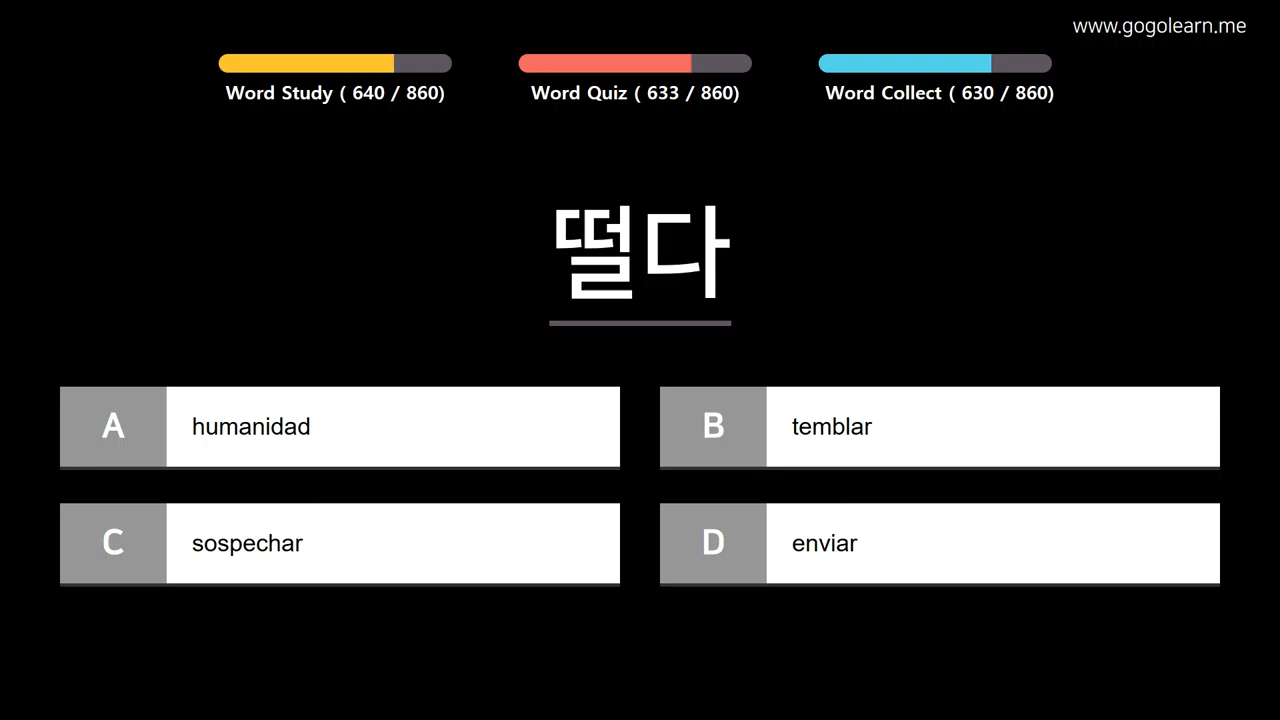 www.gogolearn.me
Word Study ( 640 / 860)
Word Quiz ( 633 / 860)
Word Collect ( 630 / 860)
떨다
A humanidad
B temblar
C sospechar
D enviar